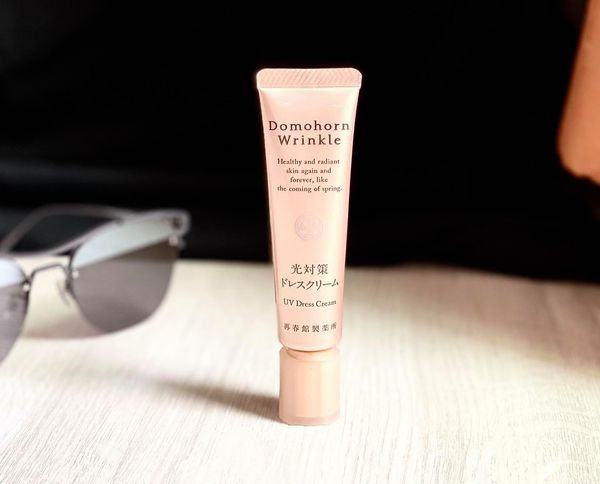 Domohorn
Wrinkle
Healthy and radiant
skin again and
forever, like
the coming of spring.
光対策
ドレスクリーム
UV Dress Cream
再春館製薬所